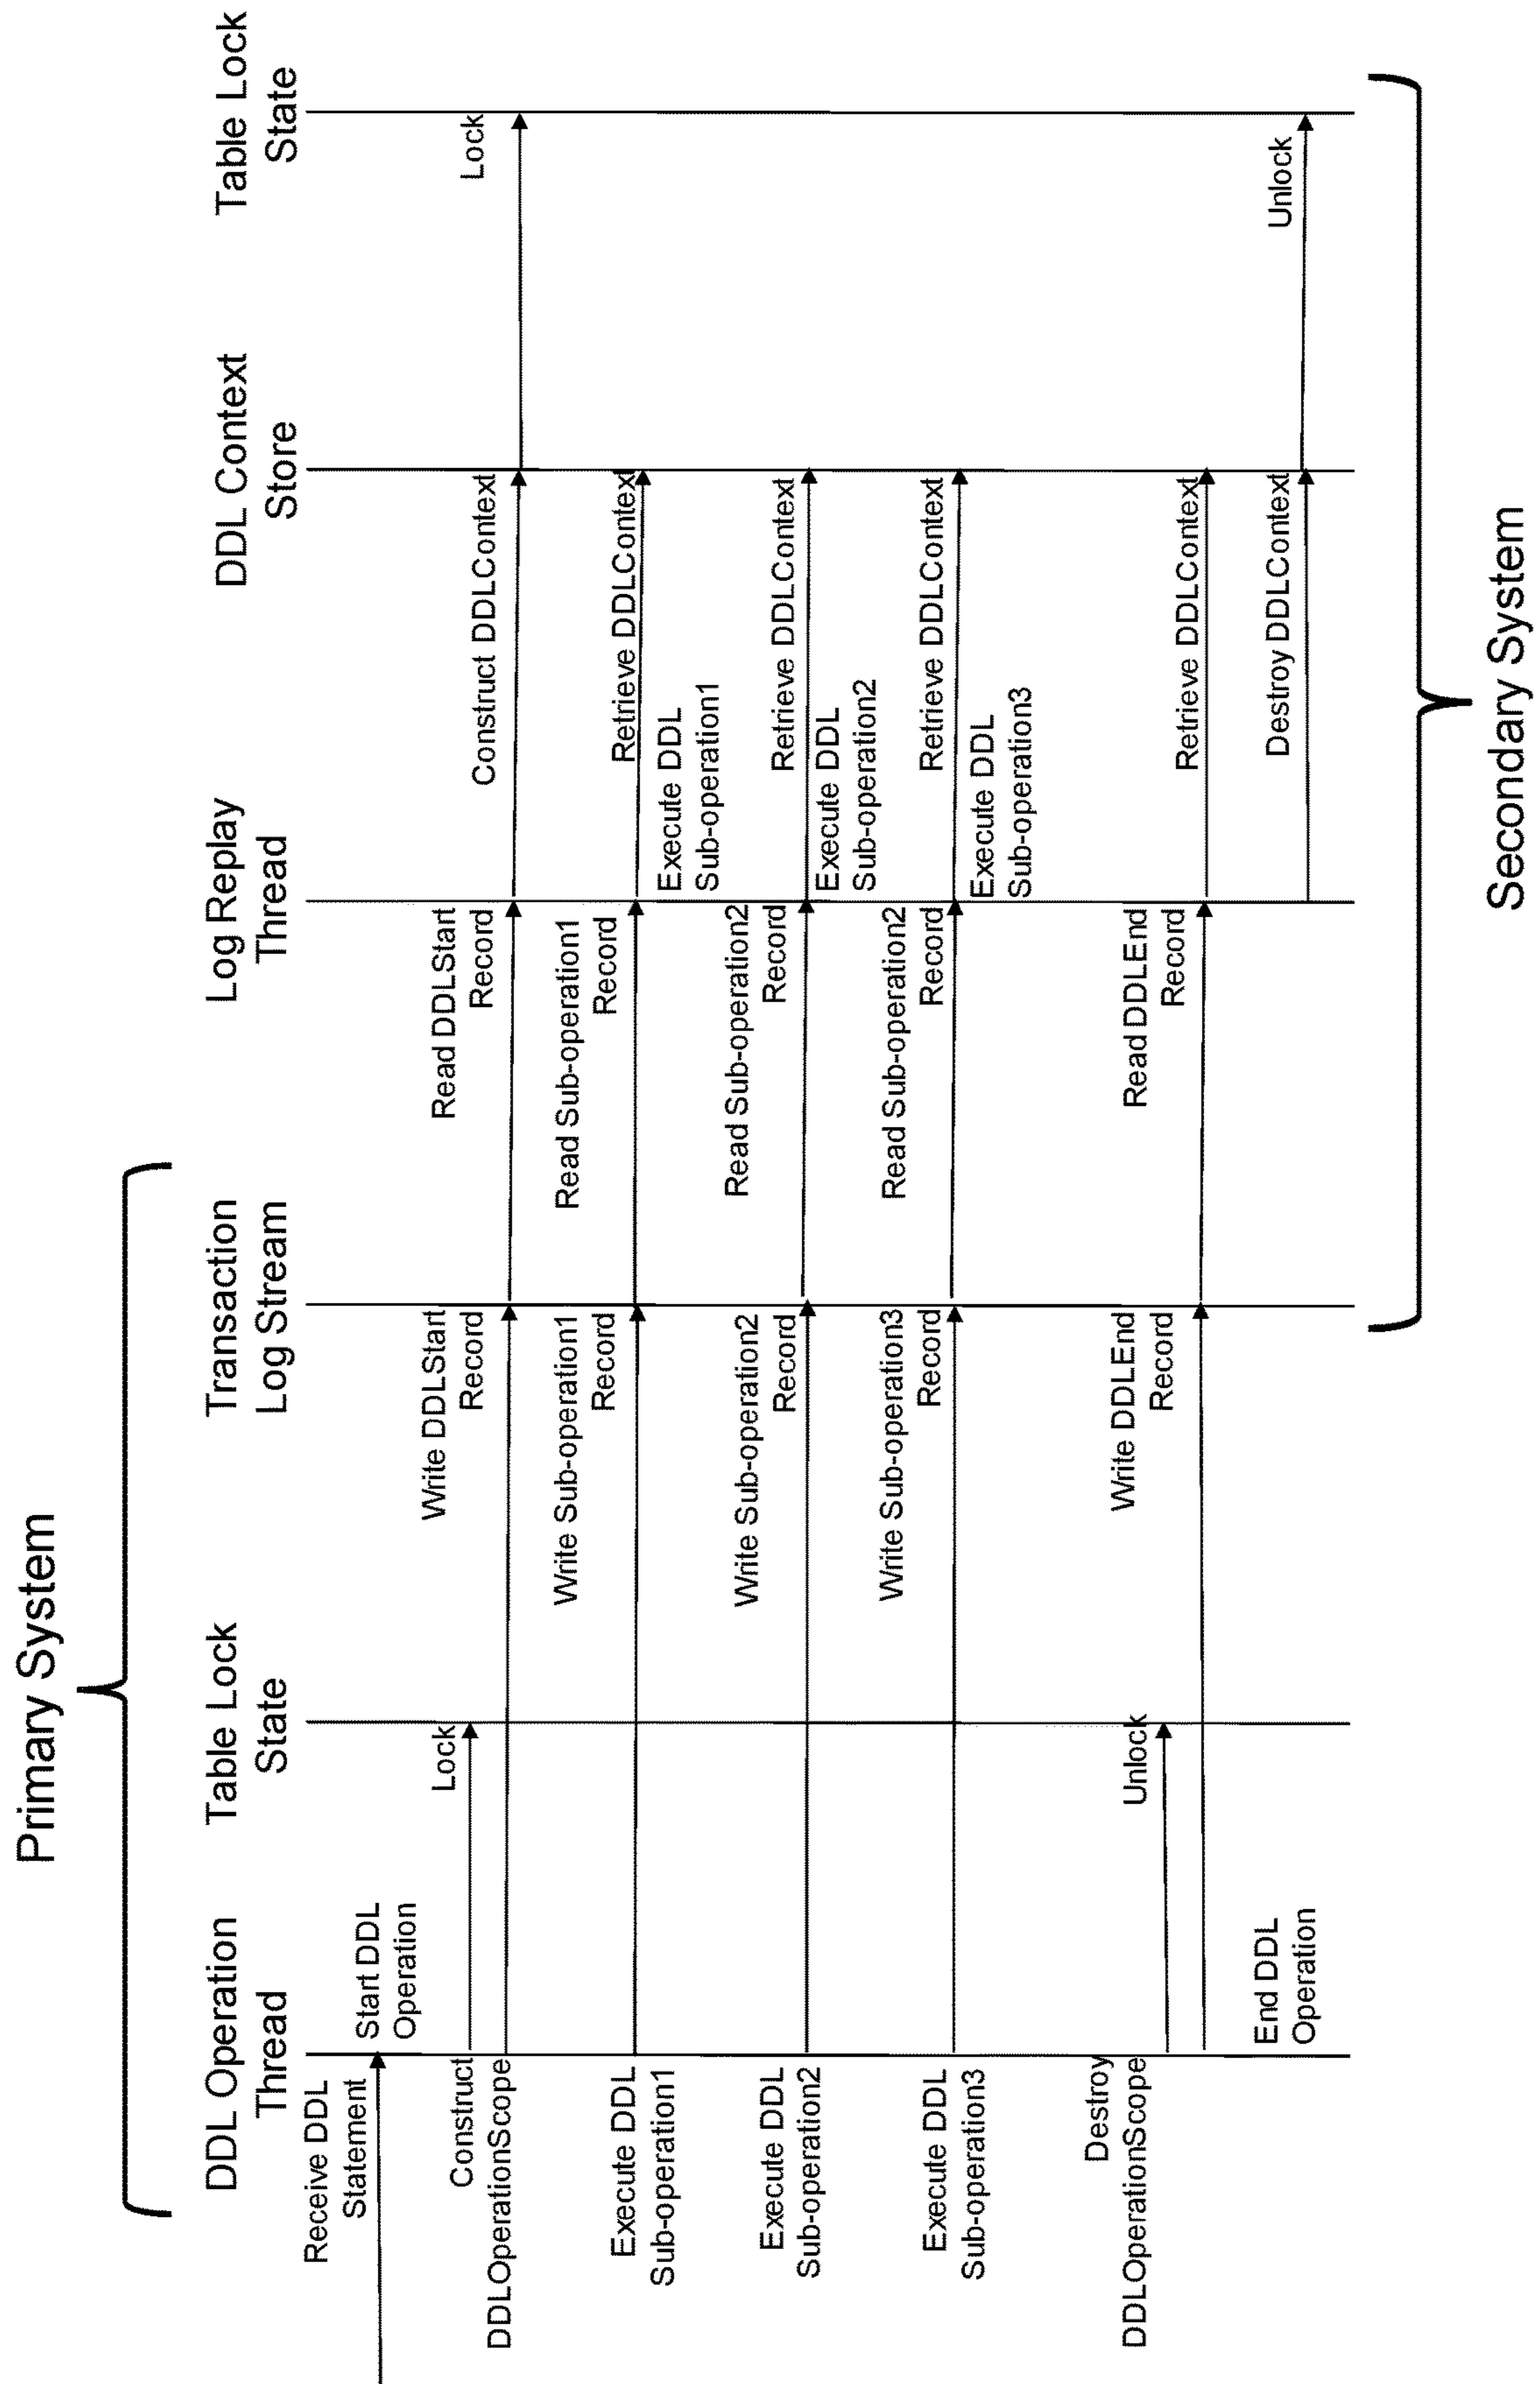 Primary System
DDL Operation
Thread
Table Lock
State
Transaction
Log Stream
Log Replay
Thread
DDL Context
Store
Table Lock
State
Receive DDL
Statement
Start DDL
Operation
Construct
DDLOperationScope
Lock
Write DDLStart
Record
Read DDLStart
Record
Construct DDLContext
Lock
Execute DDL
Sub-operation1
Write Sub-operation1
Record
Read Sub-operation1
Record
Retrieve DDLContext
Execute DDL
Sub-operation1
Execute DDL
Sub-operation2
Write Sub-operation2
Record
Read Sub-operation2
Record
Retrieve DDLContext
Execute DDL
Sub-operation2
Execute DDL
Sub-operation3
Write Sub-operation3
Record
Read Sub-operation2
Record
Retrieve DDLContext
Execute DDL
Sub-operation3
Destroy
DDLOperationScope
Unlock
Write DDLEnd
Record
Read DDLEnd
Record
Retrieve DDLContext
End DDL
Operation
Destroy DDLContext
Unlock
Secondary System